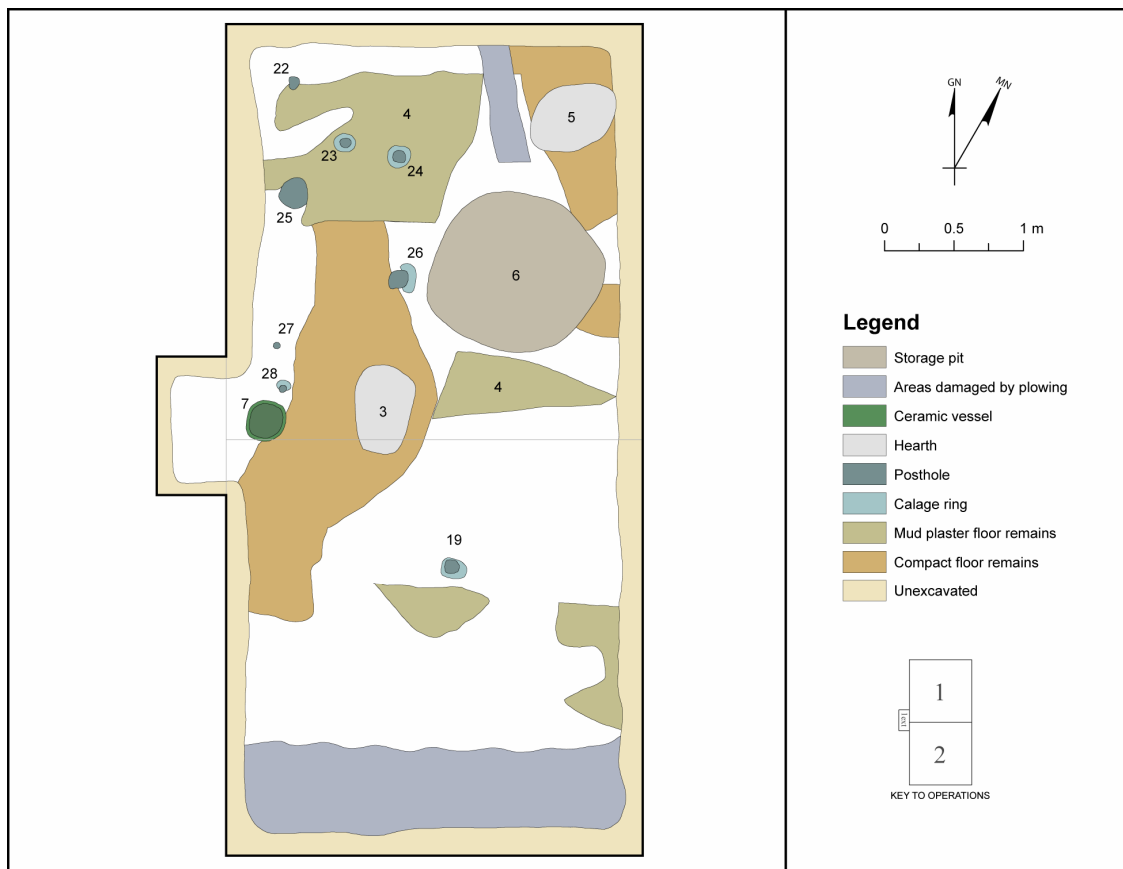 22
4
5
23
24
25
26
6
27
28
7
3
4
19
GN
MN
0 0.5 1 m
Legend
Storage pit
Areas damaged by plowing
Ceramic vessel
Hearth
Posthole
Calage ring
Mud plaster floor remains
Compact floor remains
Unexcavated
1
1ext
2
KEY TO OPERATIONS